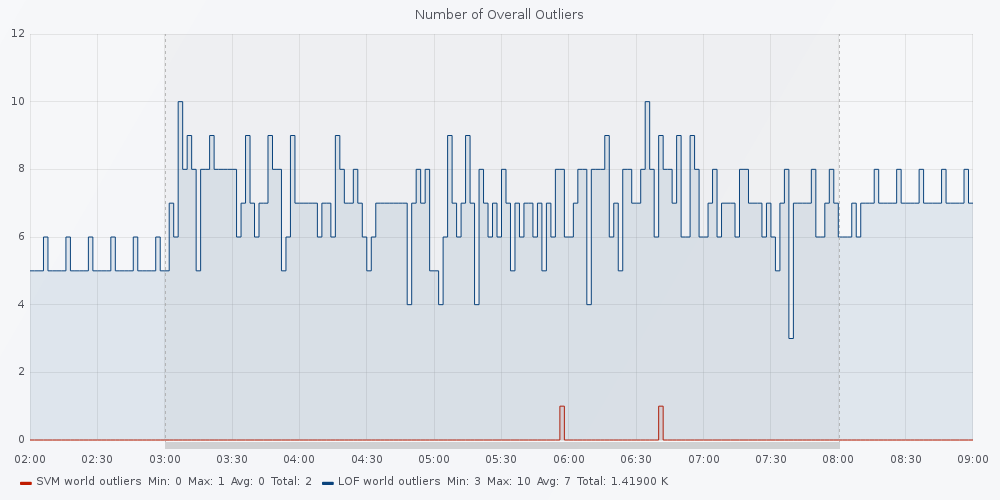 Number of Overall Outliers
12
10
8
6
4
2
0
02:00 02:30 03:00 03:30 04:00 04:30 05:00 05:30 06:00 06:30 07:00 07:30 08:00 08:30 09:00
SVM world outliers Min: 0 Max: 1 Avg: 0 Total: 2 LOF world outliers Min: 3 Max: 10 Avg: 7 Total: 1.41900 K